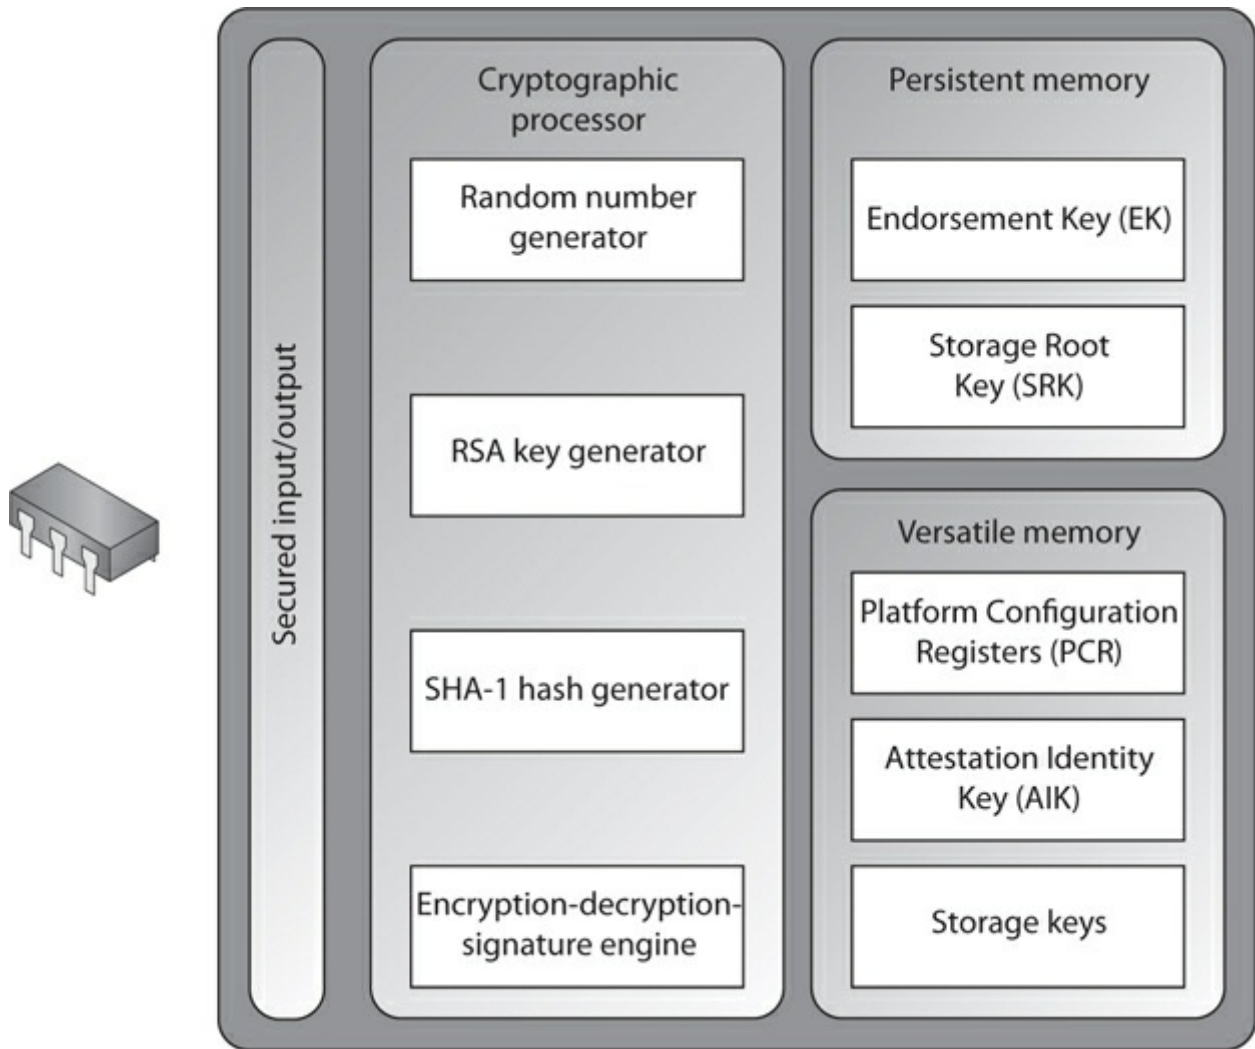 Secured input/output
Cryptographic
processor
Random number
generator
RSA key generator
SHA-1 hash generator
Encryption-decryption-
signature engine
Persistent memory
Endorsement Key (EK)
Storage Root
Key (SRK)
Versatile memory
Platform Configuration
Registers (PCR)
Attestation Identity
Key (AIK)
Storage keys